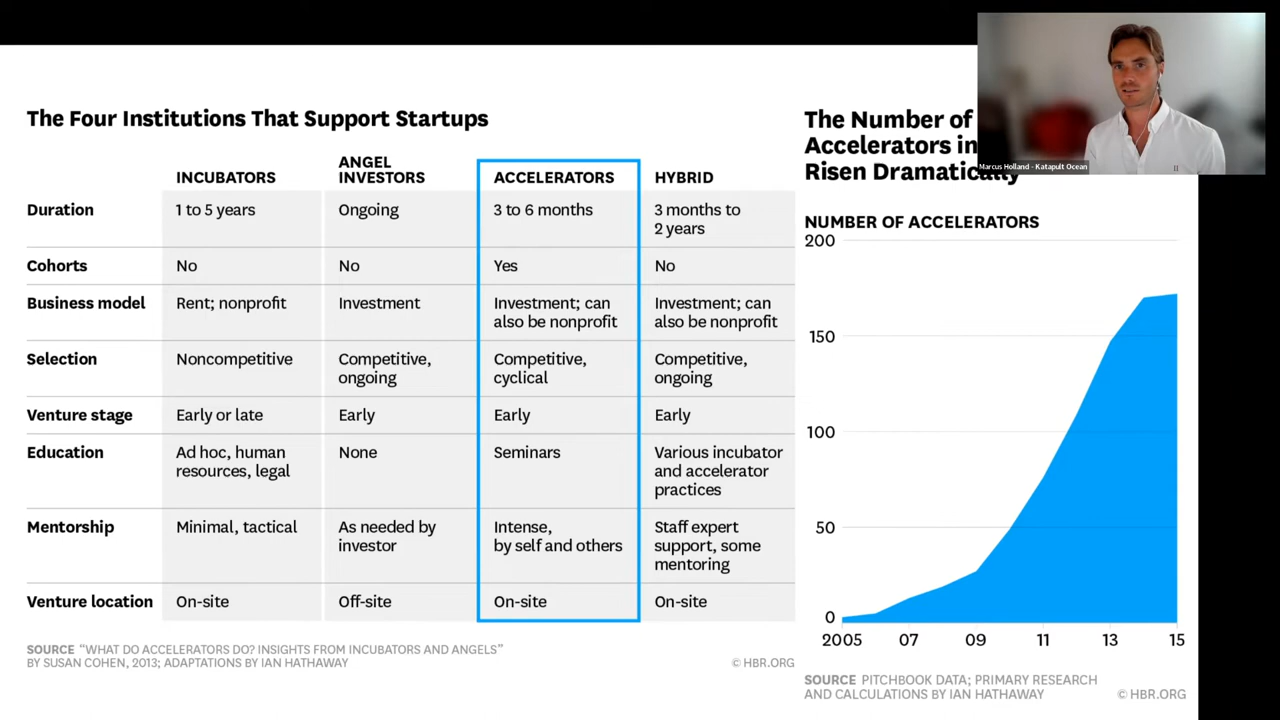 The Four Institutions That Support Startups
INCUBATORS
ANGEL
INVESTORS
ACCELERATORS
HYBRID
Duration
1 to 5 years
Ongoing
3 to 6 months
3 months to
2 years
Cohorts
No
No
Yes
No
Business model
Rent; nonprofit
Investment
Investment; can
also be nonprofit
Investment; can
also be nonprofit
Selection
Noncompetitive
Competitive,
ongoing
Competitive,
cyclical
Competitive,
ongoing
Venture stage
Early or late
Early
Early
Early
Education
Ad hoc, human
resources, legal
None
Seminars
Various incubator
and accelerator
practices
Mentorship
Minimal, tactical
As needed by
investor
Intense,
by self and others
Staff expert
support, some
mentoring
Venture location
On-site
Off-site
On-site
On-site
SOURCE “WHAT DO ACCELERATORS DO? INSIGHTS FROM INCUBATORS AND ANGELS”
BY SUSAN COHEN, 2013; ADAPTATIONS BY IAN HATHAWAY
© HBR.ORG
The Number of
Accelerators in
Risen Dramatically
NUMBER OF ACCELERATORS
200
150
100
50
0
2005 07 09 11 13 15
SOURCE PITCHBOOK DATA; PRIMARY RESEARCH
AND CALCULATIONS BY IAN HATHAWAY
© HBR.ORG
Marcus Holland - Katapult Ocean